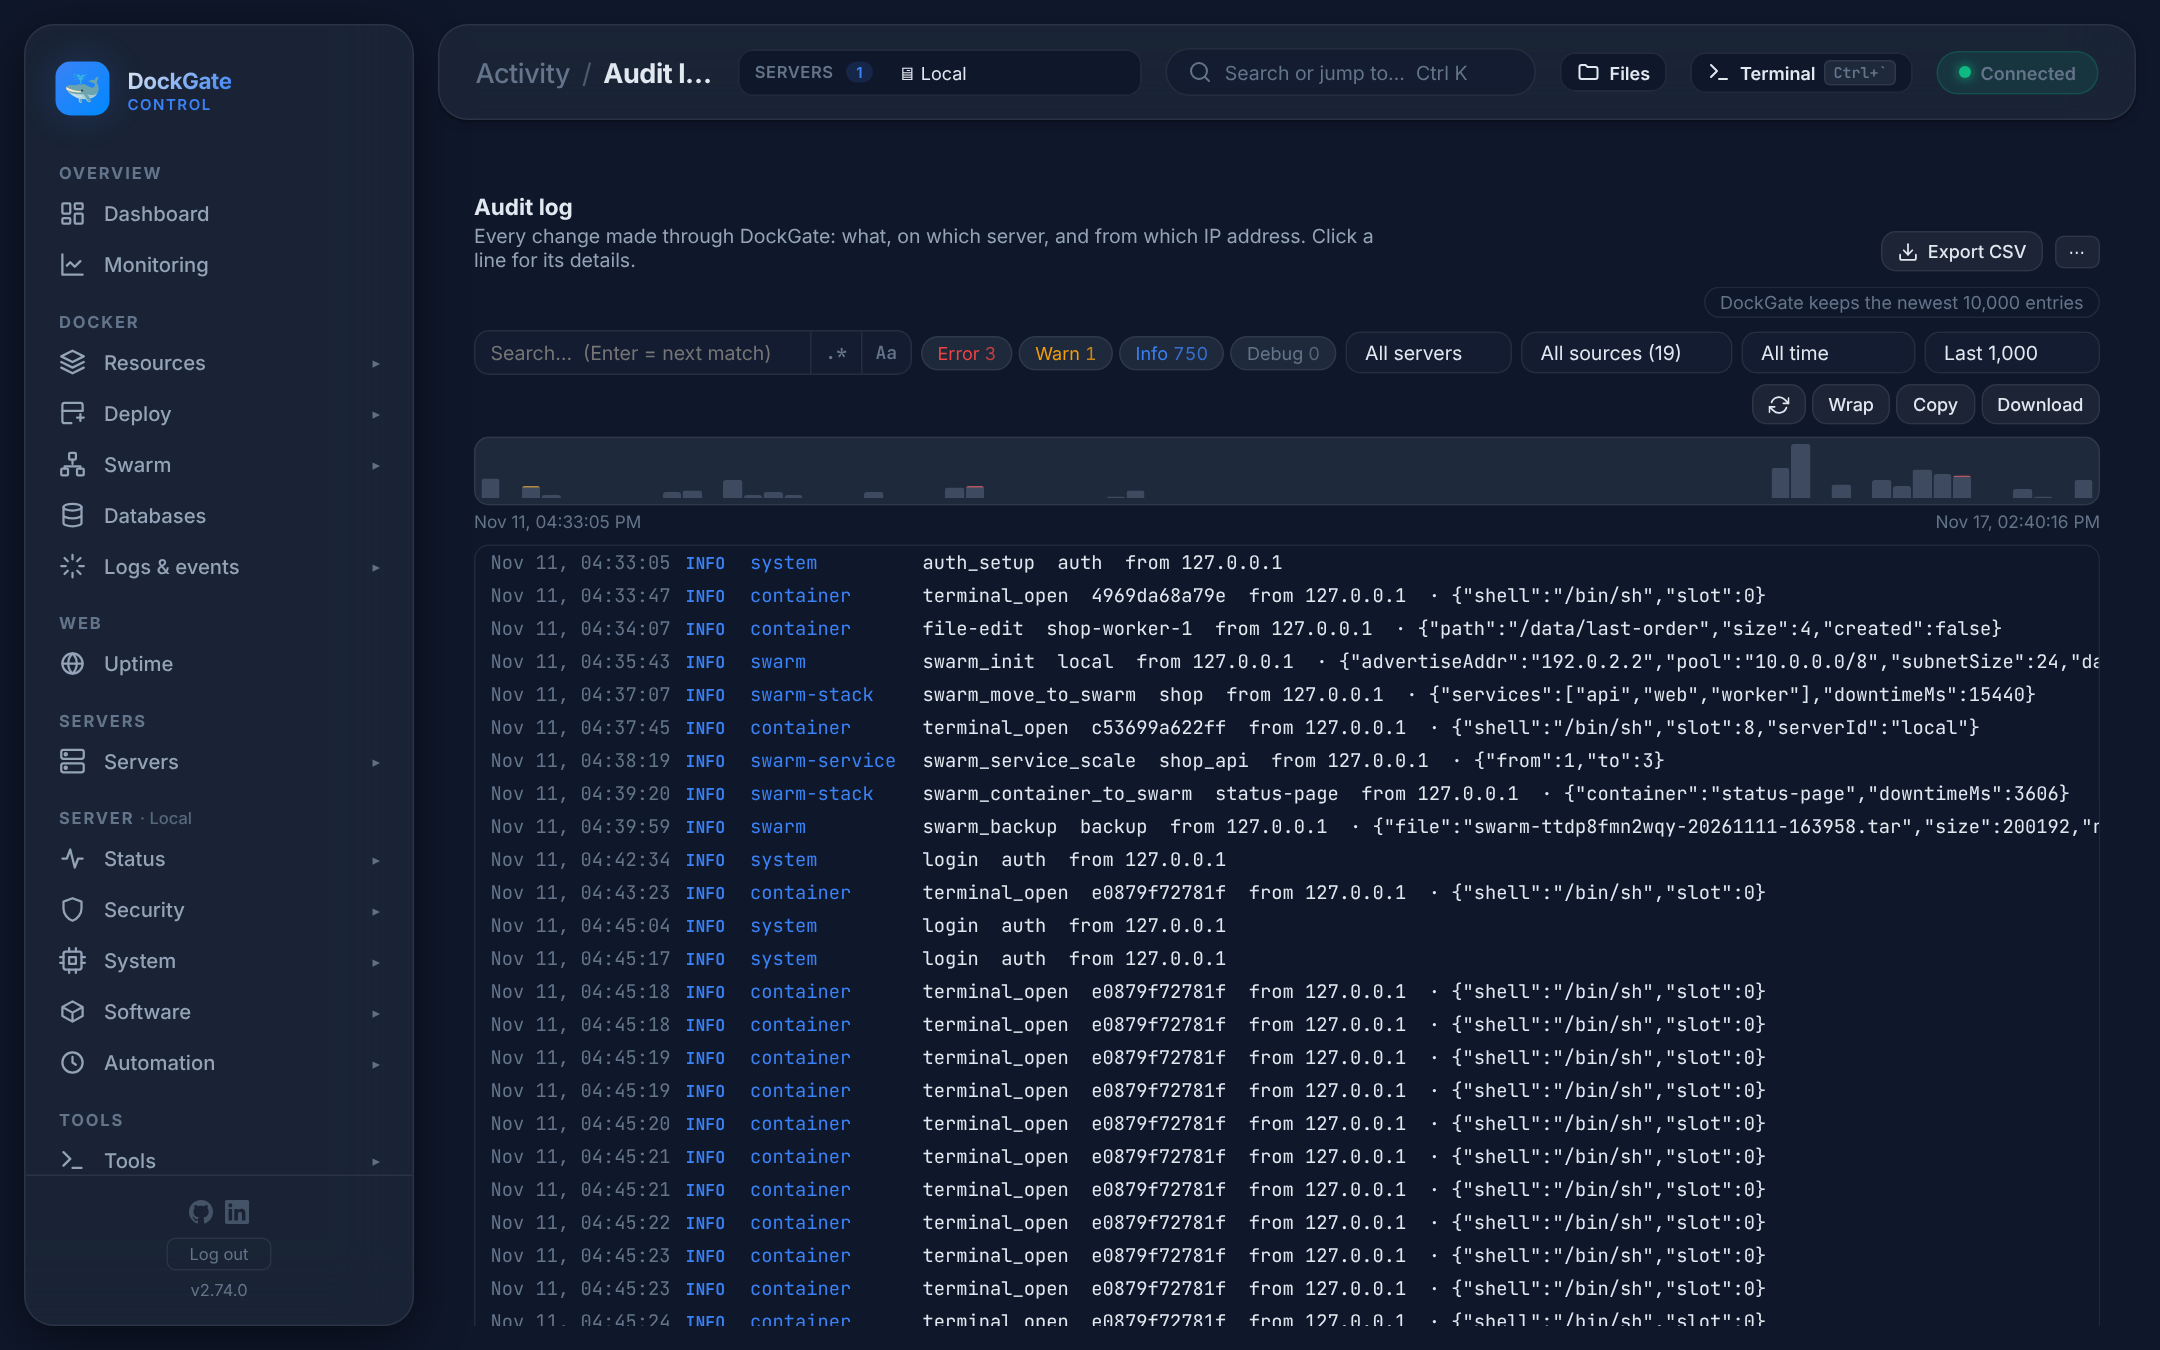 DockGate
CONTROL
OVERVIEW
Dashboard
Monitoring
DOCKER
Resources
Deploy
Swarm
Databases
Logs & events
WEB
Uptime
SERVERS
Servers
SERVER · Local
Status
Security
System
Software
Automation
TOOLS
Tools
Log out
v2.74.0
Activity / Audit l...
SERVERS 1 Local
Search or jump to... Ctrl K
Files
Terminal Ctrl+`
Connected
Audit log
Every change made through DockGate: what, on which server, and from which IP address. Click a
line for its details.
Export CSV ...
DockGate keeps the newest 10,000 entries
Search... (Enter = next match) .* Aa Error 3 Warn 1 Info 750 Debug 0 All servers All sources (19) All time Last 1,000
Wrap Copy Download
Nov 11, 04:33:05 PM Nov 17, 02:40:16 PM
Nov 11, 04:33:05 INFO system auth_setup auth from 127.0.0.1
Nov 11, 04:33:47 INFO container terminal_open 4969da68a79e from 127.0.0.1 · {"shell":"/bin/sh","slot":0}
Nov 11, 04:34:07 INFO container file-edit shop-worker-1 from 127.0.0.1 · {"path":"/data/last-order","size":4,"created":false}
Nov 11, 04:35:43 INFO swarm swarm_init local from 127.0.0.1 · {"advertiseAddr":"192.0.2.2","pool":"10.0.0.0/8","subnetSize":24,"da
Nov 11, 04:37:07 INFO swarm-stack swarm_move_to_swarm shop from 127.0.0.1 · {"services":["api","web","worker"],"downtimeMs":15440}
Nov 11, 04:37:45 INFO container terminal_open c53699a622ff from 127.0.0.1 · {"shell":"/bin/sh","slot":8,"serverId":"local"}
Nov 11, 04:38:19 INFO swarm-service swarm_service_scale shop_api from 127.0.0.1 · {"from":1,"to":3}
Nov 11, 04:39:20 INFO swarm-stack swarm_container_to_swarm status-page from 127.0.0.1 · {"container":"status-page","downtimeMs":3606}
Nov 11, 04:39:59 INFO swarm swarm_backup backup from 127.0.0.1 · {"file":"swarm-ttdp8fmn2wqy-20261111-163958.tar","size":200192,"r
Nov 11, 04:42:34 INFO system login auth from 127.0.0.1
Nov 11, 04:43:23 INFO container terminal_open e0879f72781f from 127.0.0.1 · {"shell":"/bin/sh","slot":0}
Nov 11, 04:45:04 INFO system login auth from 127.0.0.1
Nov 11, 04:45:17 INFO system login auth from 127.0.0.1
Nov 11, 04:45:18 INFO container terminal_open e0879f72781f from 127.0.0.1 · {"shell":"/bin/sh","slot":0}
Nov 11, 04:45:18 INFO container terminal_open e0879f72781f from 127.0.0.1 · {"shell":"/bin/sh","slot":0}
Nov 11, 04:45:19 INFO container terminal_open e0879f72781f from 127.0.0.1 · {"shell":"/bin/sh","slot":0}
Nov 11, 04:45:19 INFO container terminal_open e0879f72781f from 127.0.0.1 · {"shell":"/bin/sh","slot":0}
Nov 11, 04:45:20 INFO container terminal_open e0879f72781f from 127.0.0.1 · {"shell":"/bin/sh","slot":0}
Nov 11, 04:45:21 INFO container terminal_open e0879f72781f from 127.0.0.1 · {"shell":"/bin/sh","slot":0}
Nov 11, 04:45:21 INFO container terminal_open e0879f72781f from 127.0.0.1 · {"shell":"/bin/sh","slot":0}
Nov 11, 04:45:22 INFO container terminal_open e0879f72781f from 127.0.0.1 · {"shell":"/bin/sh","slot":0}
Nov 11, 04:45:23 INFO container terminal_open e0879f72781f from 127.0.0.1 · {"shell":"/bin/sh","slot":0}
Nov 11, 04:45:23 INFO container terminal_open e0879f72781f from 127.0.0.1 · {"shell":"/bin/sh","slot":0}
Nov 11, 04:45:24 INFO container terminal_open e0879f72781f from 127.0.0.1 · {"shell":"/bin/sh","slot":0}